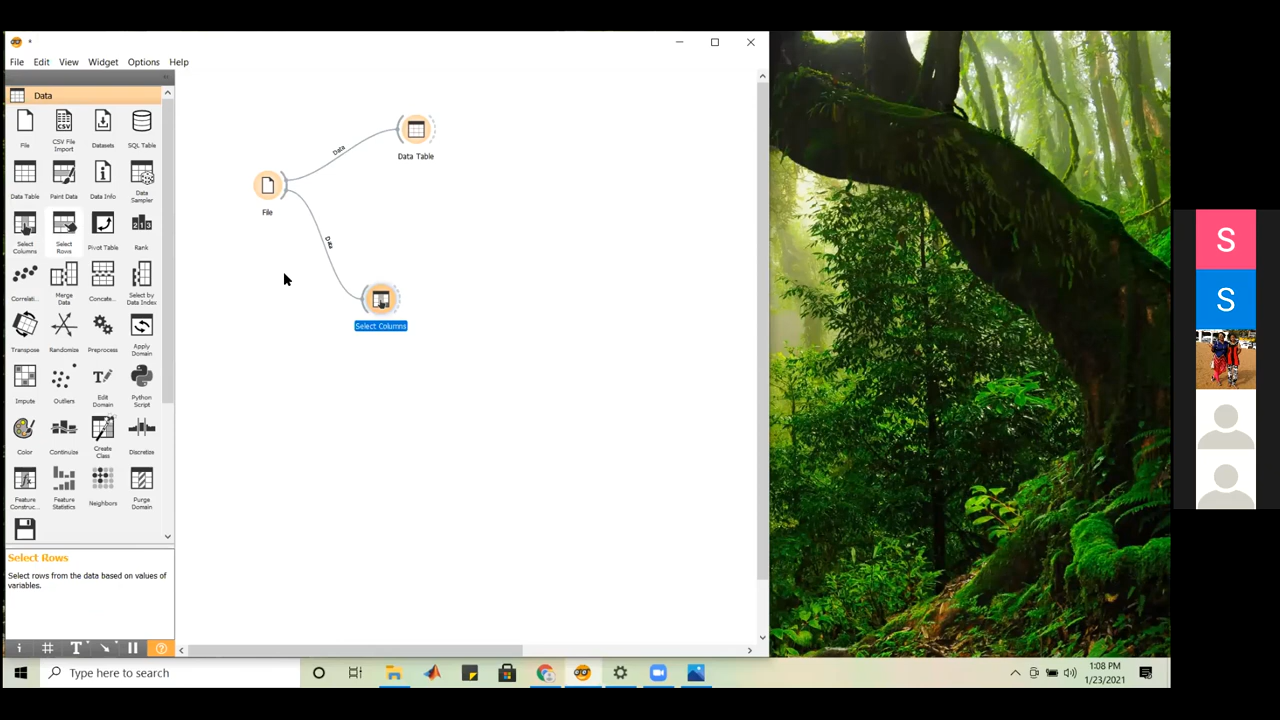 *
File Edit View Widget Options Help
Data
File
CSV File
Import
Datasets
SQL Table
Data Table
Paint Data
Data Info
Data
Sampler
Select
Columns
Select
Rows
Pivot Table
Rank
Correlati...
Merge
Data
Concate...
Select by
Data Index
Transpose
Randomize
Preprocess
Apply
Domain
Impute
Outliers
Edit
Domain
Python
Script
Color
Continuize
Create
Class
Discretize
Feature
Construc...
Feature
Statistics
Neighbors
Purge
Domain
Select Rows
Select rows from the data based on values of
variables.
Data
Data Table
File
Data
Select Columns
Type here to search
1:08 PM
1/23/2021
S
S